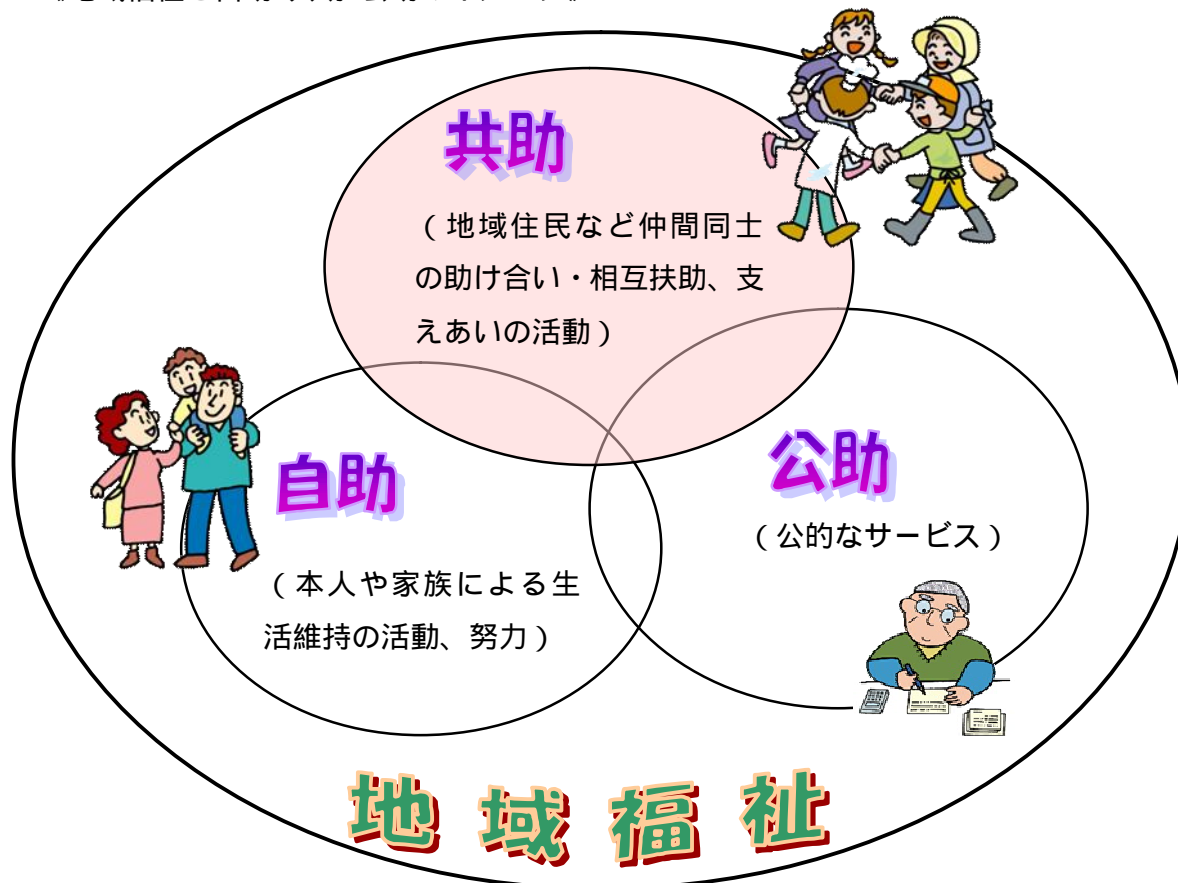 共助
（地域住民など仲間同士
の助け合い・相互扶助、支
えあいの活動）
自助
（本人や家族による生
活維持の活動、努力）
公助
（公的なサービス）
地域福祉